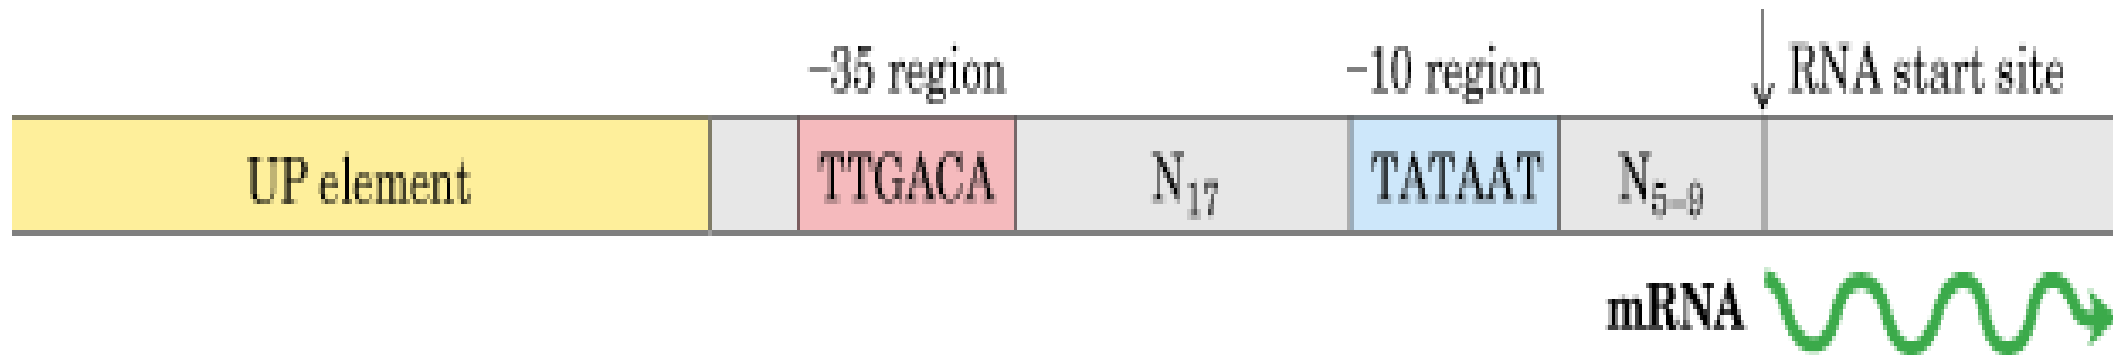 −35 region −10 region RNA start site
UP element TTGACA N₁₇ TATAAT N₅₋₉
mRNA